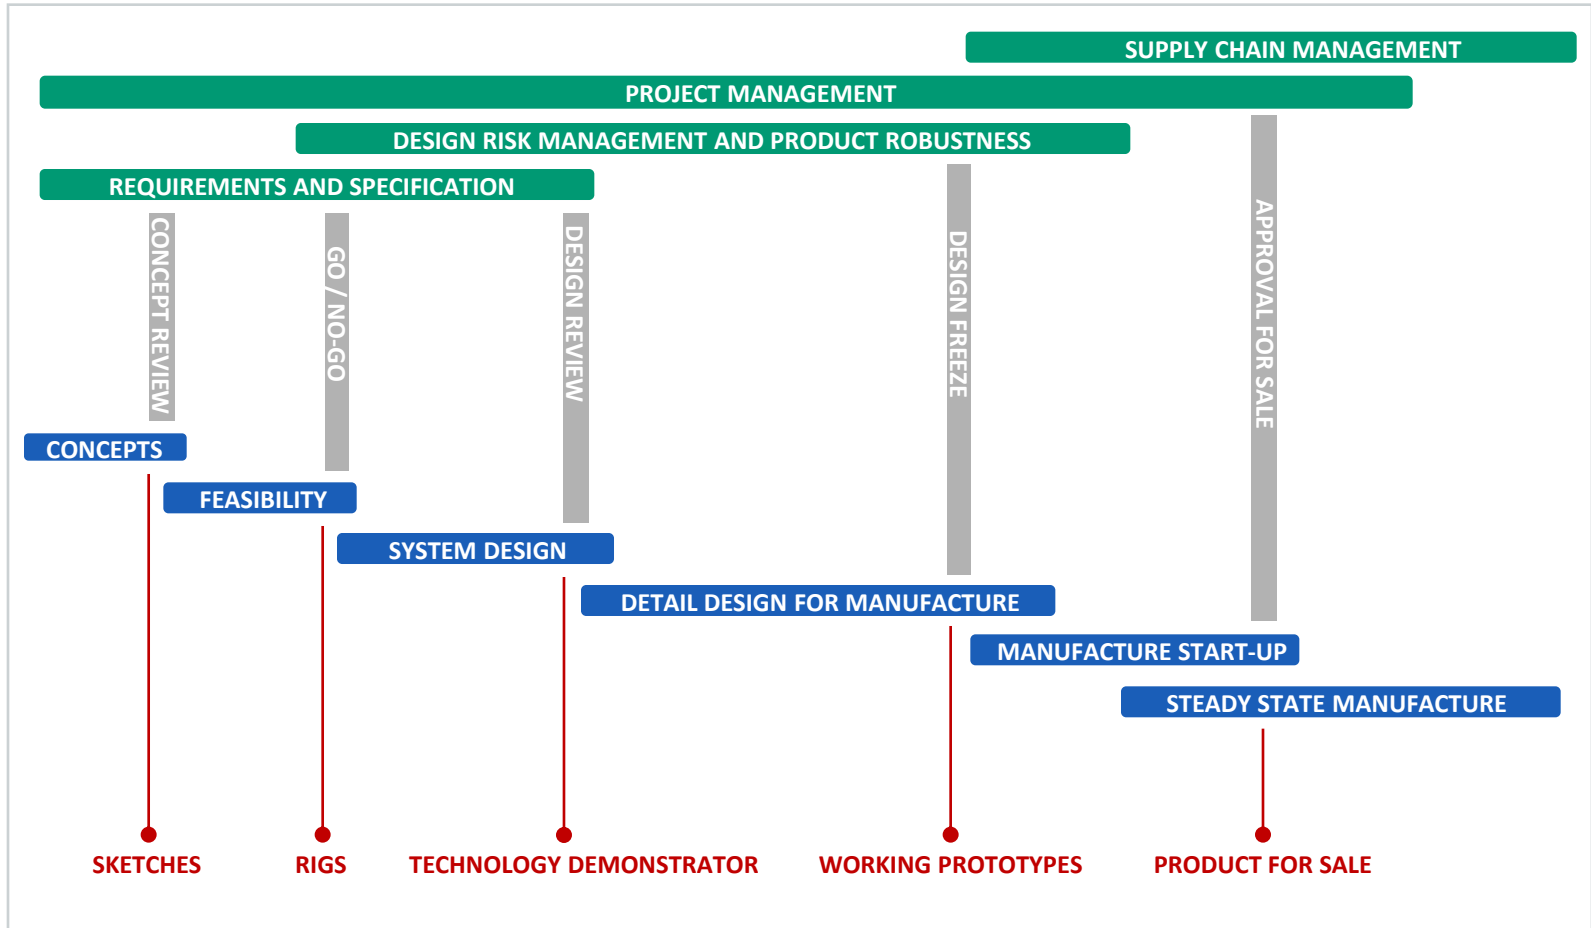 SUPPLY CHAIN MANAGEMENT
PROJECT MANAGEMENT
DESIGN RISK MANAGEMENT AND PRODUCT ROBUSTNESS
REQUIREMENTS AND SPECIFICATION
CONCEPT REVIEW
GO / NO-GO
DESIGN REVIEW
DESIGN FREEZE
APPROVAL FOR SALE
CONCEPTS
FEASIBILITY
SYSTEM DESIGN
DETAIL DESIGN FOR MANUFACTURE
MANUFACTURE START-UP
STEADY STATE MANUFACTURE
SKETCHES
RIGS
TECHNOLOGY DEMONSTRATOR
WORKING PROTOTYPES
PRODUCT FOR SALE